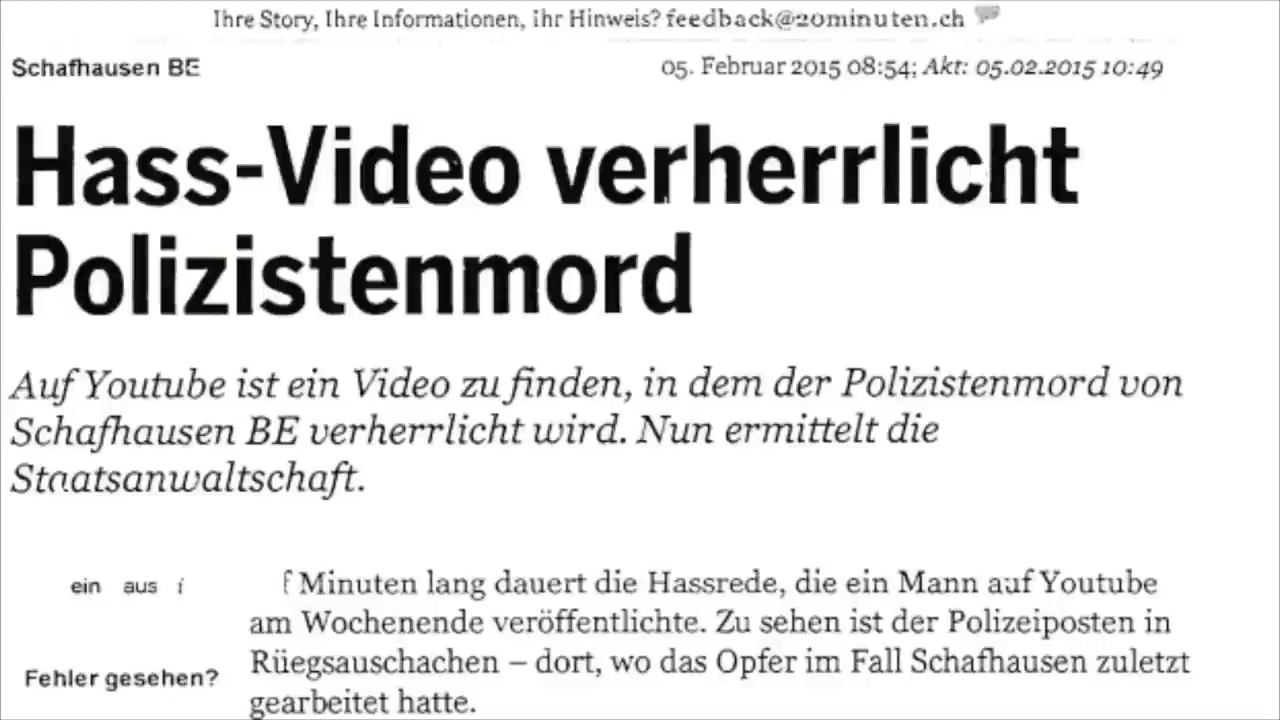 Ihre Story, Ihre Informationen, ihr Hinweis? feedback@20minuten.ch
Schafhausen BE
05. Februar 2015 08:54; Akt: 05.02.2015 10:49
Hass-Video verherrlicht
Polizistenmord
Auf Youtube ist ein Video zu finden, in dem der Polizistenmord von
Schafhausen BE verherrlicht wird. Nun ermittelt die
Staatsanwaltschaft.
ein aus i
Minuten lang dauert die Hassrede, die ein Mann auf Youtube
am Wochenende veröffentlichte. Zu sehen ist der Polizeiposten in
Rüegsauschachen – dort, wo das Opfer im Fall Schafhausen zuletzt
gearbeitet hatte.
Fehler gesehen?